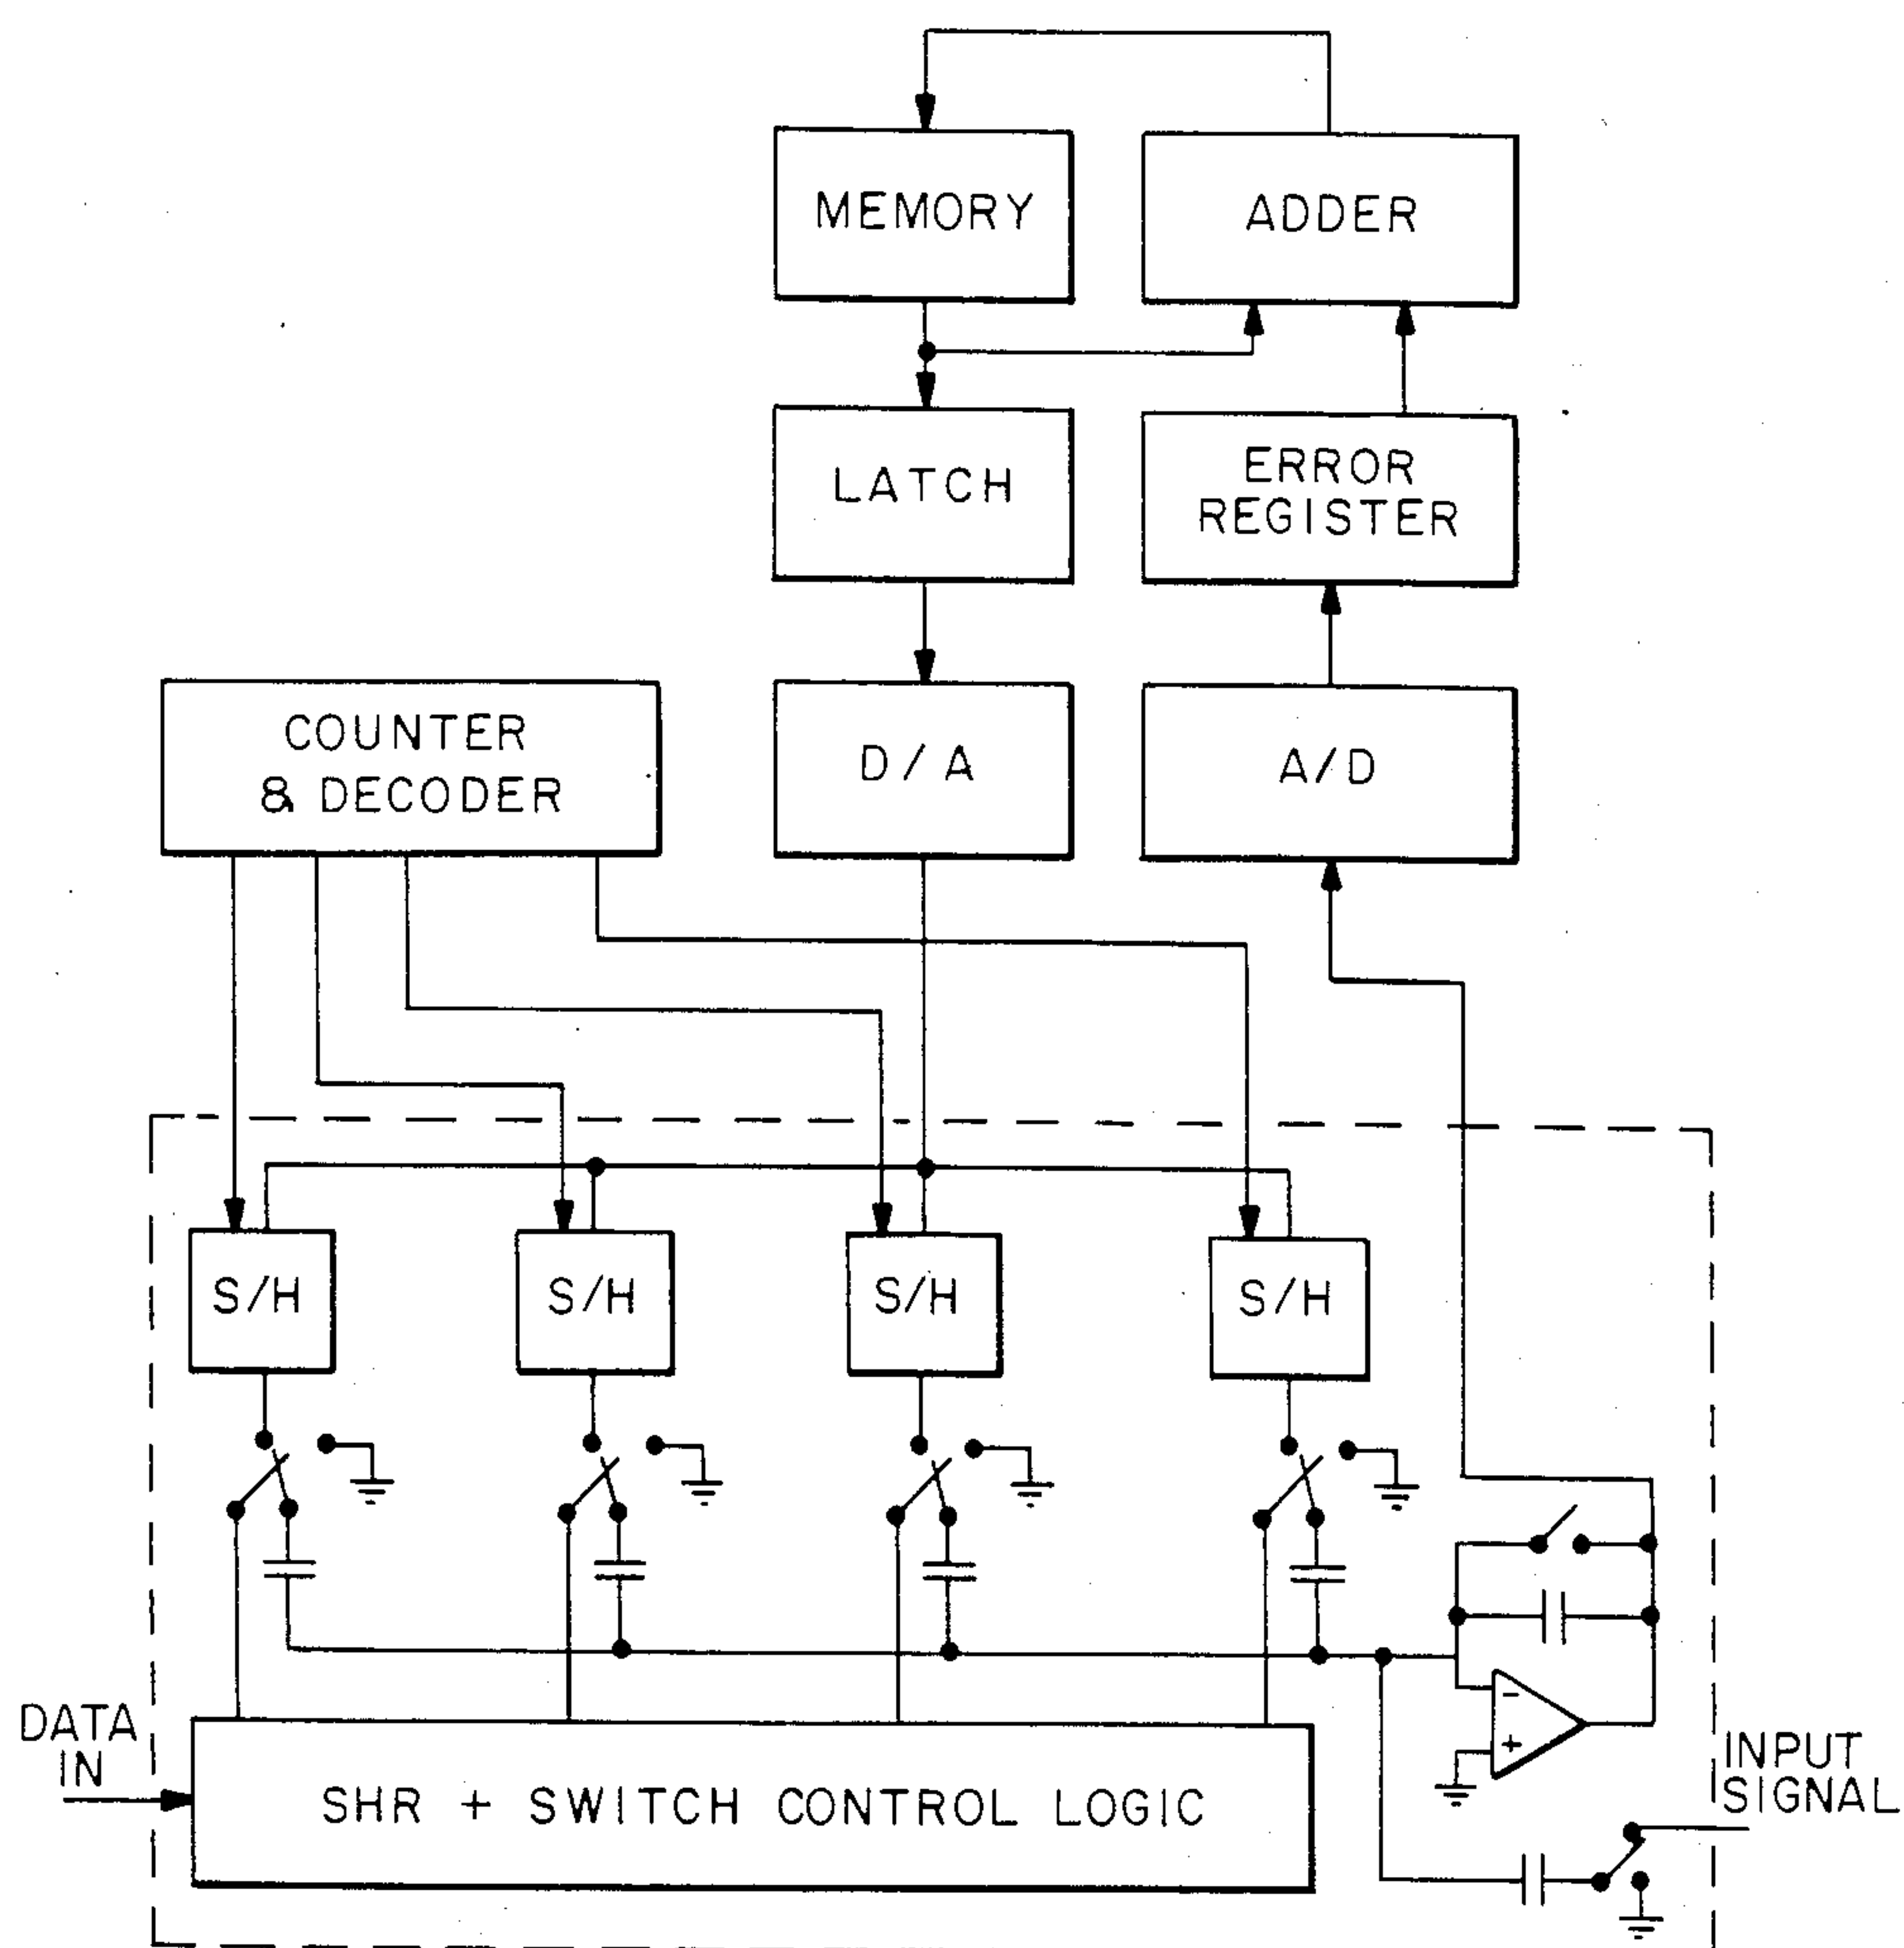 MEMORY
ADDER
LATCH
ERROR
REGISTER
COUNTER
& DECODER
D/A
A/D
S/H
S/H
S/H
S/H
-
+
DATA
IN
SHR + SWITCH CONTROL LOGIC
INPUT
SIGNAL